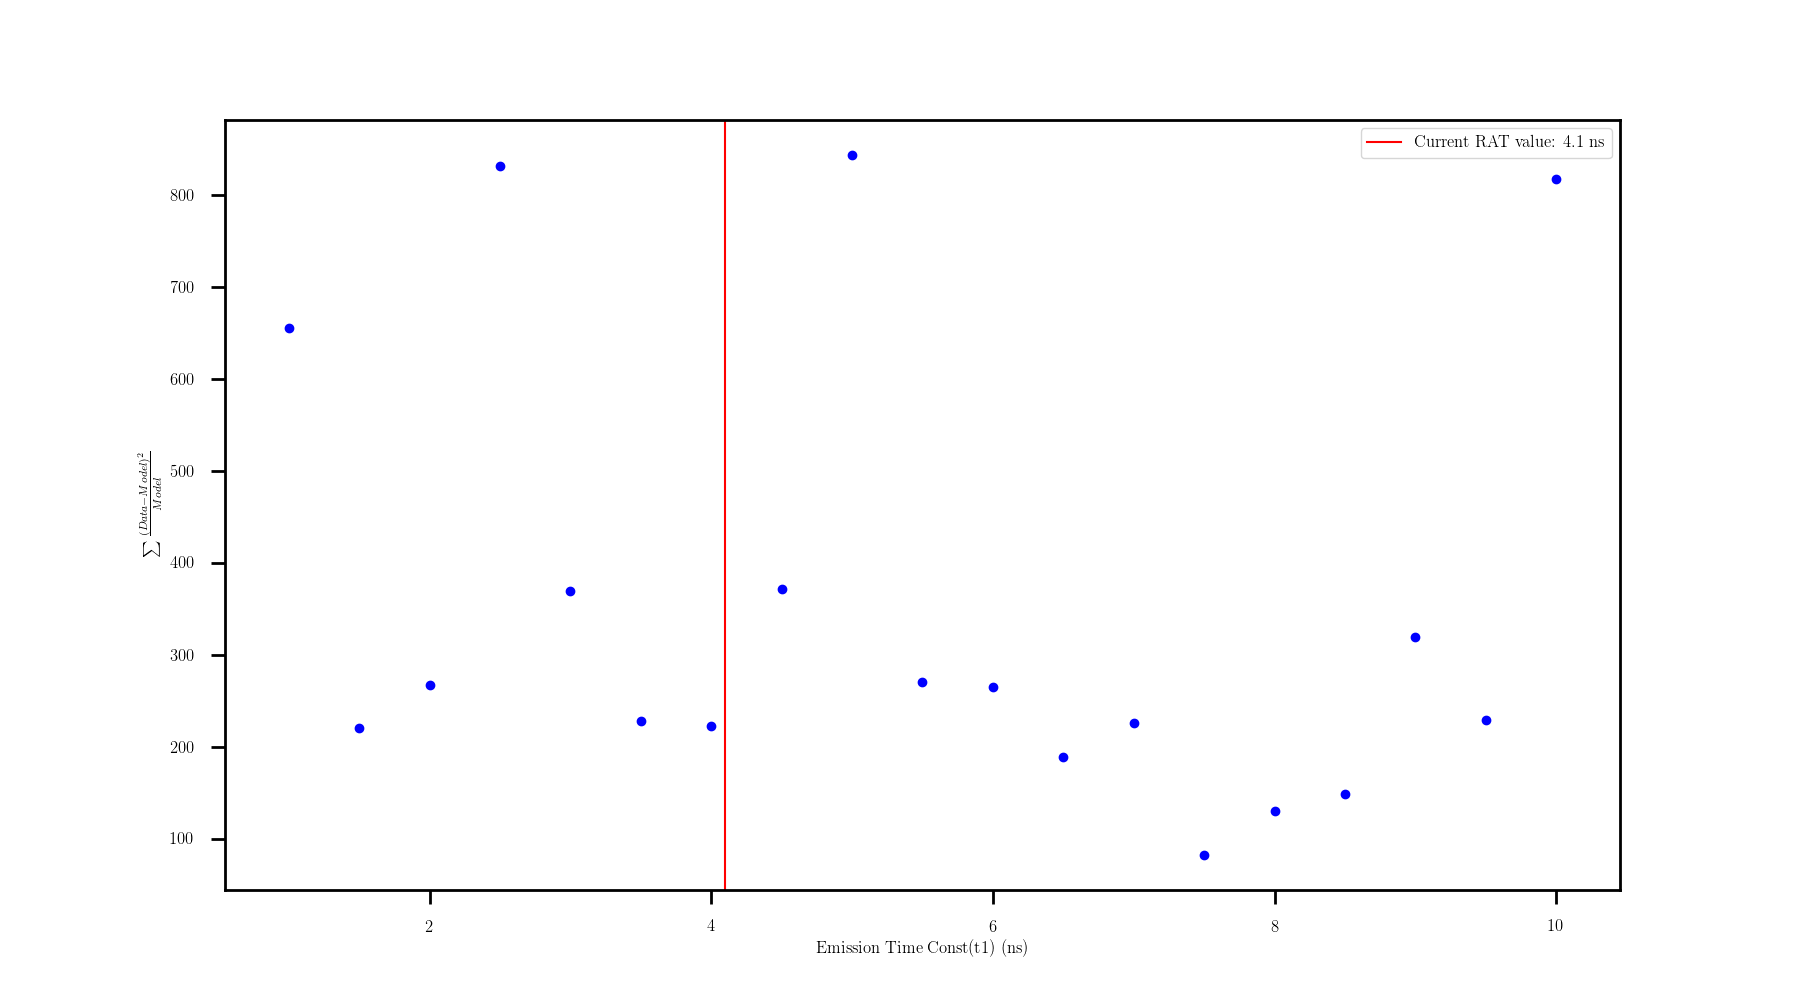 Current RAT value: 4.1 ns
800
700
600
500
400
300
200
100
∑ (Data−Model)² / Model
2 4 6 8 10
Emission Time Const(t1) (ns)